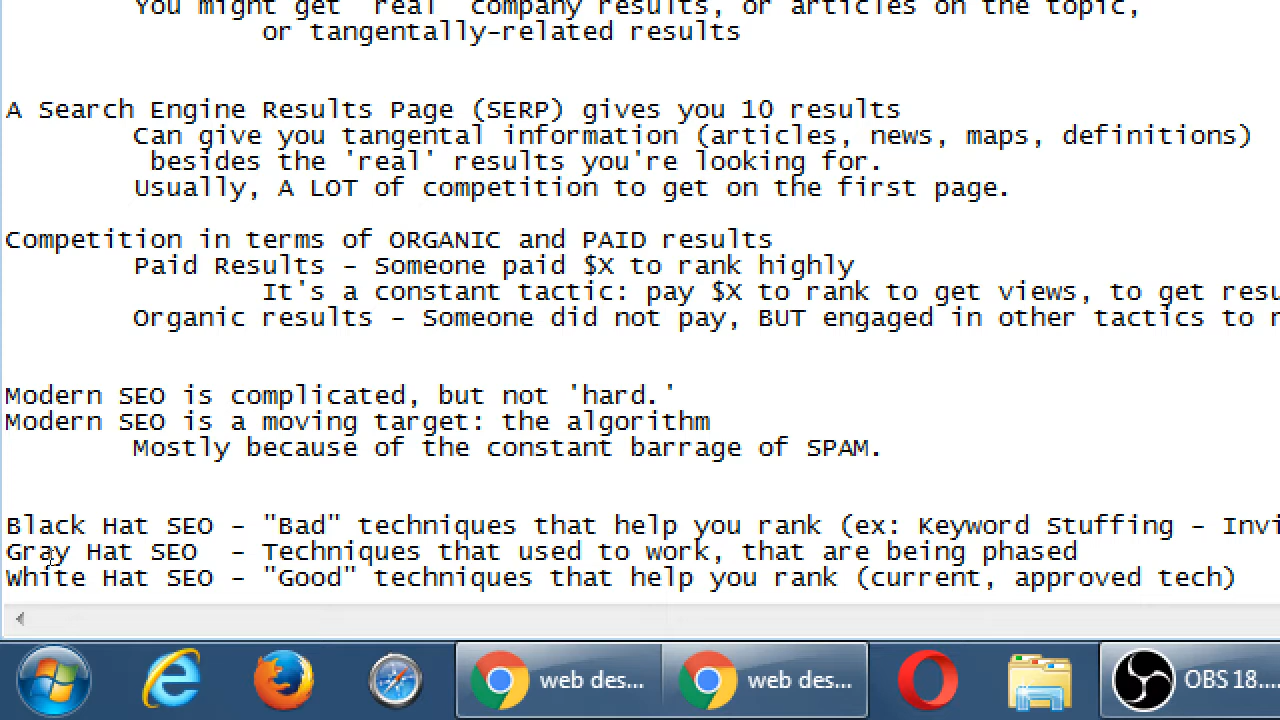 You might get 'real' company results, or articles on the topic,
or tangentally-related results
A Search Engine Results Page (SERP) gives you 10 results
Can give you tangental information (articles, news, maps, definitions)
besides the 'real' results you're looking for.
Usually, A LOT of competition to get on the first page.
Competition in terms of ORGANIC and PAID results
Paid Results - Someone paid $X to rank highly
It's a constant tactic: pay $X to rank to get views, to get resu
Organic results - Someone did not pay, BUT engaged in other tactics to r
Modern SEO is complicated, but not 'hard.'
Modern SEO is a moving target: the algorithm
Mostly because of the constant barrage of SPAM.
Black Hat SEO - "Bad" techniques that help you rank (ex: Keyword Stuffing - Invi
Gray Hat SEO - Techniques that used to work, that are being phased
White Hat SEO - "Good" techniques that help you rank (current, approved tech)
web des... web des... OBS 18....